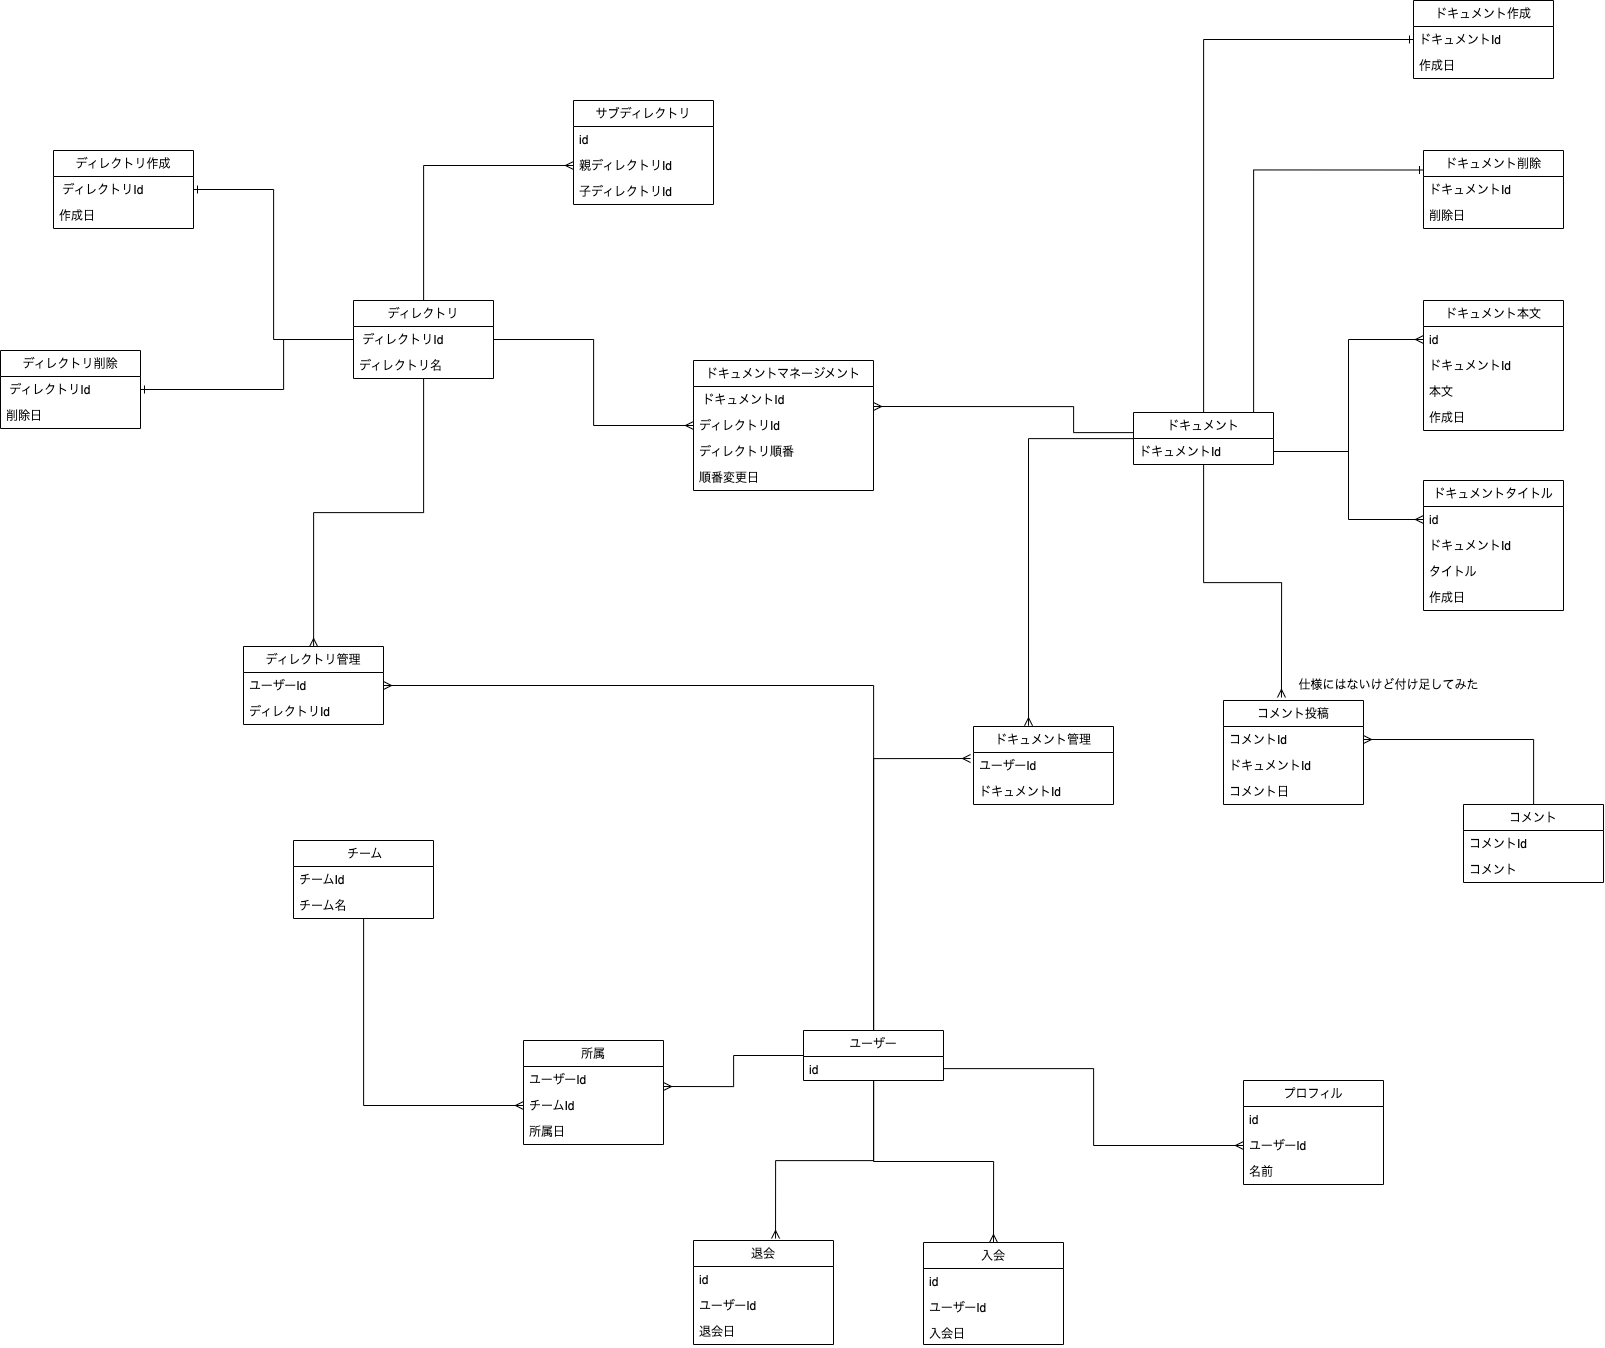 ドキュメント作成
ドキュメントId
作成日
サブディレクトリ
id
親ディレクトリId
子ディレクトリId
ディレクトリ作成
ディレクトリId
作成日
ドキュメント削除
ドキュメントId
削除日
ディレクトリ
ディレクトリId
ディレクトリ名
ドキュメント本文
id
ドキュメントId
本文
作成日
ディレクトリ削除
ディレクトリId
削除日
ドキュメントマネージメント
ドキュメントId
ディレクトリId
ディレクトリ順番
順番変更日
ドキュメント
ドキュメントId
ドキュメントタイトル
id
ドキュメントId
タイトル
作成日
ディレクトリ管理
ユーザーId
ディレクトリId
仕様にはないけど付け足してみた
コメント投稿
コメントId
ドキュメントId
コメント日
ドキュメント管理
ユーザーId
ドキュメントId
コメント
コメントId
コメント
チーム
チームId
チーム名
ユーザー
id
所属
ユーザーId
チームId
所属日
プロフィル
id
ユーザーId
名前
退会
id
ユーザーId
退会日
入会
id
ユーザーId
入会日